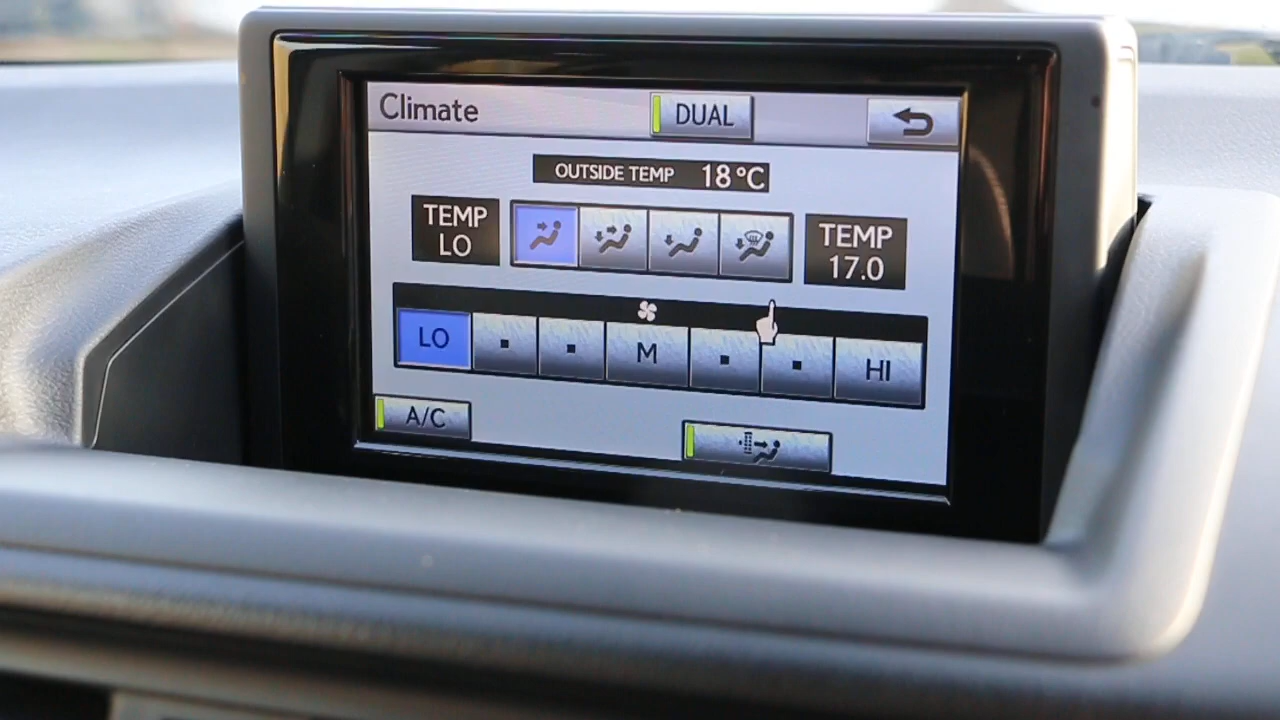 Climate
DUAL
OUTSIDE TEMP 18°C
TEMP
LO
TEMP
17.0
LO
M
HI
A/C